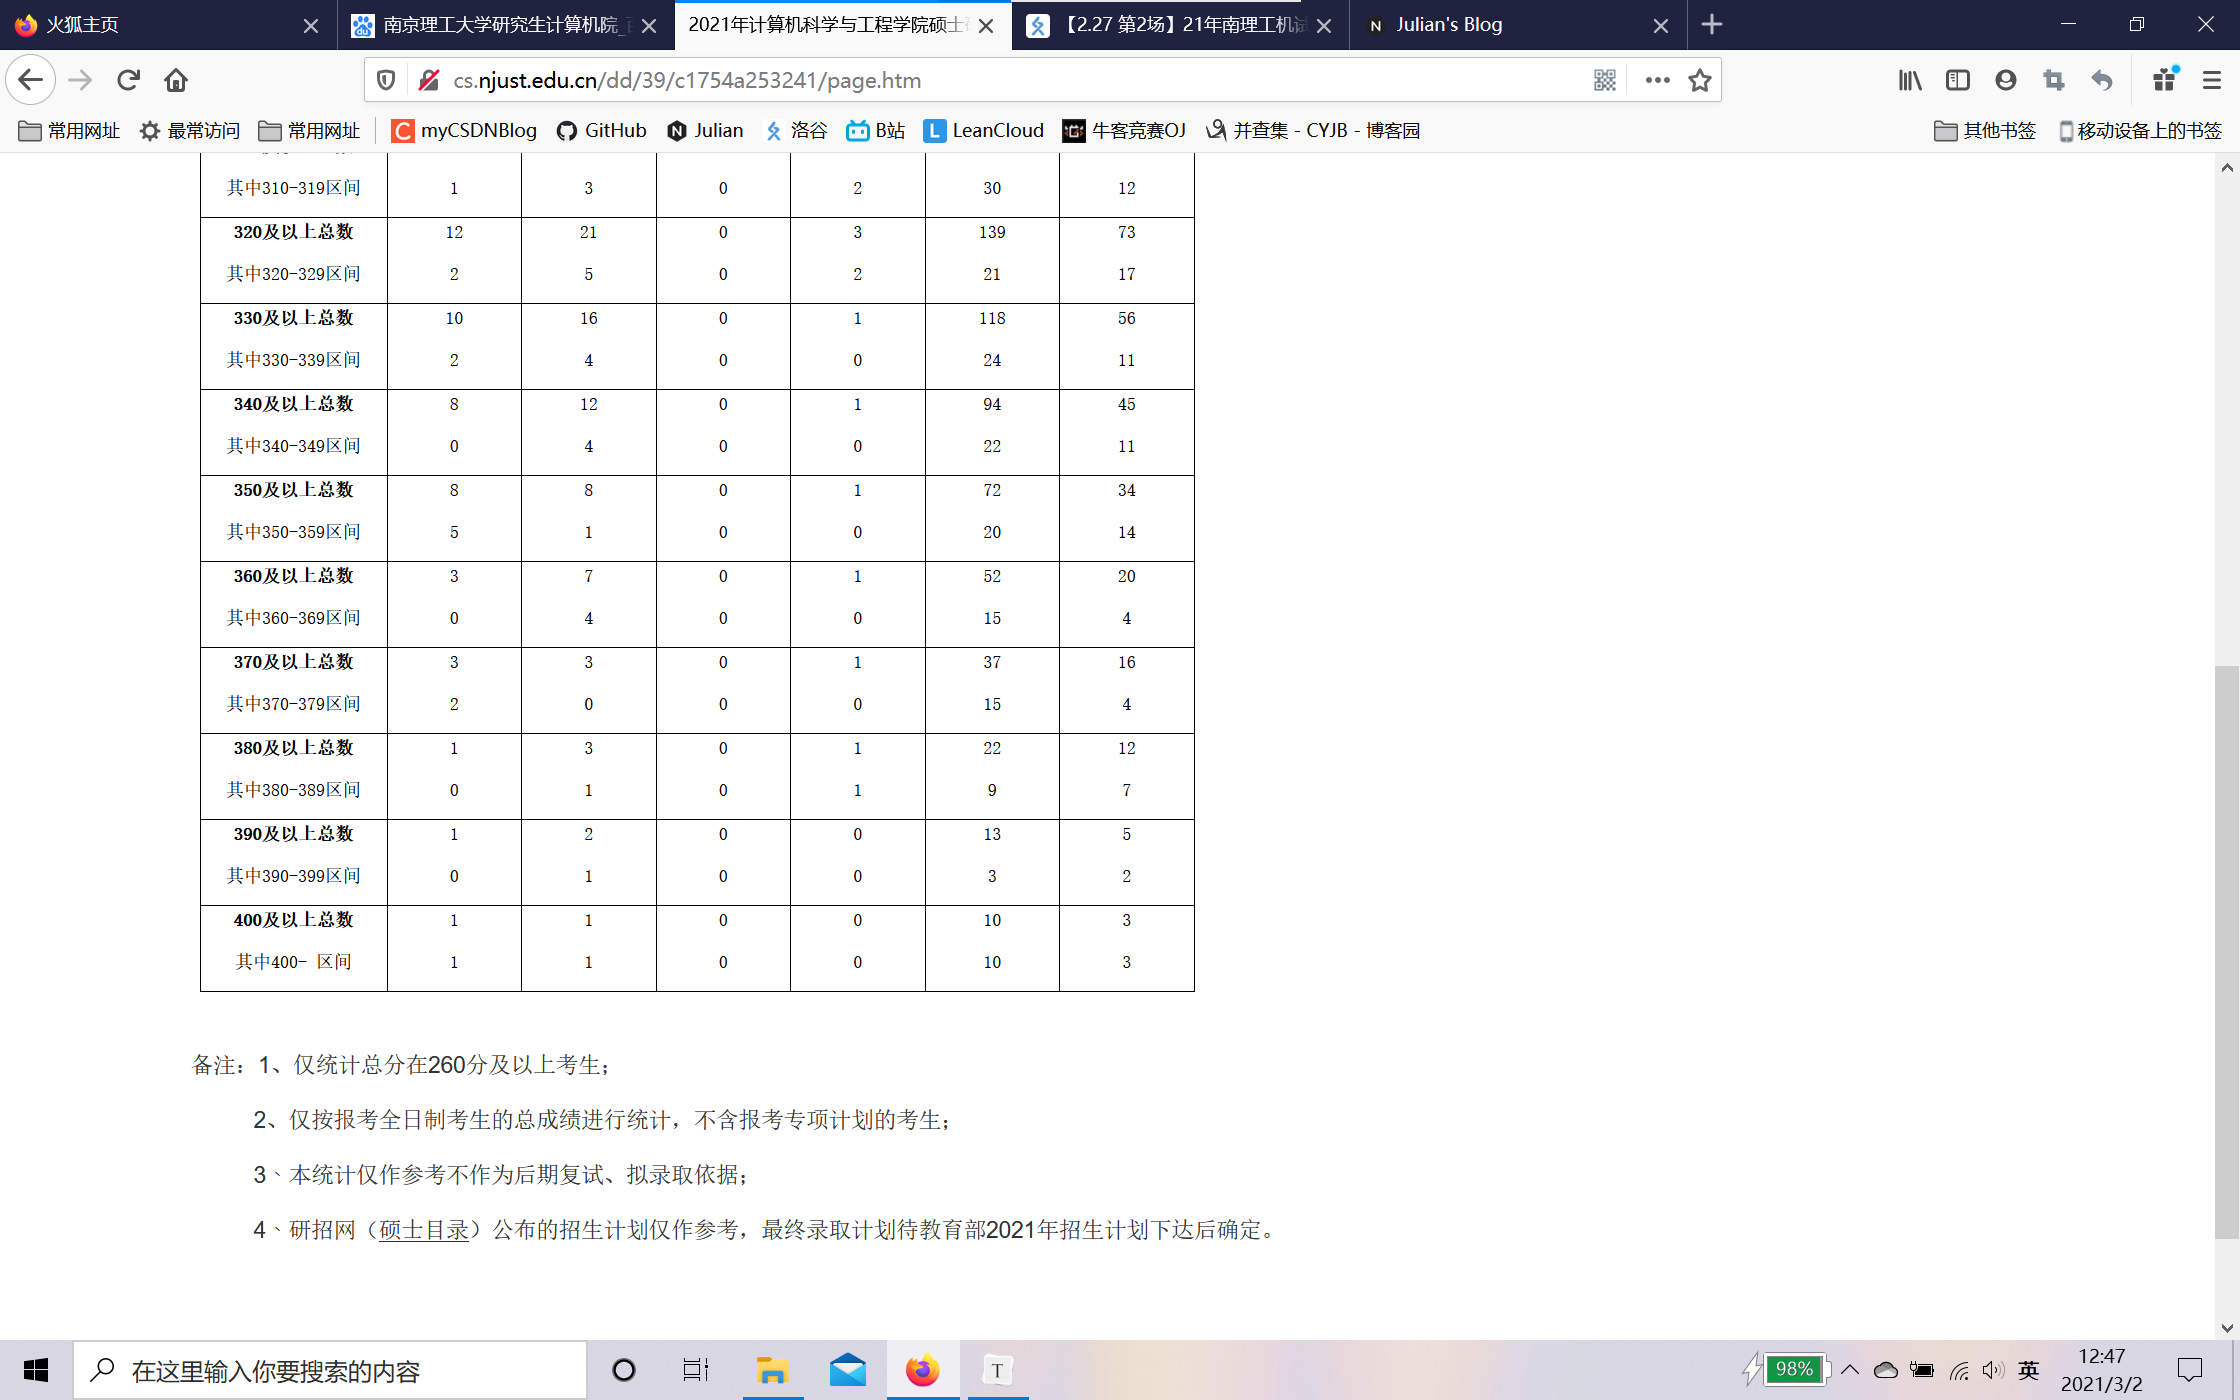 火狐主页
南京理工大学研究生计算机院_
2021年计算机科学与工程学院硕士
【2.27 第2场】21年南理工机试
Julian's Blog
cs.njust.edu.cn/dd/39/c1754a253241/page.htm
常用网址 最常访问 常用网址 myCSDNBlog GitHub Julian 洛谷 B站 LeanCloud 牛客竞赛OJ 并查集 - CYJB - 博客园 其他书签 移动设备上的书签
其中310-319区间 1 3 0 2 30 12
320及以上总数 12 21 0 3 139 73
其中320-329区间 2 5 0 2 21 17
330及以上总数 10 16 0 1 118 56
其中330-339区间 2 4 0 0 24 11
340及以上总数 8 12 0 1 94 45
其中340-349区间 0 4 0 0 22 11
350及以上总数 8 8 0 1 72 34
其中350-359区间 5 1 0 0 20 14
360及以上总数 3 7 0 1 52 20
其中360-369区间 0 4 0 0 15 4
370及以上总数 3 3 0 1 37 16
其中370-379区间 2 0 0 0 15 4
380及以上总数 1 3 0 1 22 12
其中380-389区间 0 1 0 1 9 7
390及以上总数 1 2 0 0 13 5
其中390-399区间 0 1 0 0 3 2
400及以上总数 1 1 0 0 10 3
其中400- 区间 1 1 0 0 10 3
备注：1、仅统计总分在260分及以上考生；
2、仅按报考全日制考生的总成绩进行统计，不含报考专项计划的考生；
3、本统计仅作参考不作为后期复试、拟录取依据；
4、研招网（硕士目录）公布的招生计划仅作参考，最终录取计划待教育部2021年招生计划下达后确定。
在这里输入你要搜索的内容
98%
英
12:47
2021/3/2